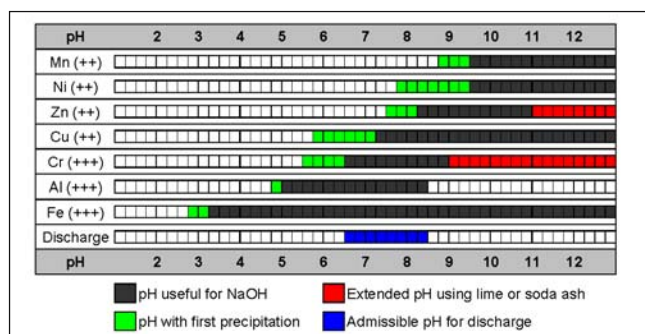 pH 2 3 4 5 6 7 8 9 10 11 12
Mn (++)
Ni (++)
Zn (++)
Cu (++)
Cr (+++)
Al (+++)
Fe (+++)
Discharge
pH 2 3 4 5 6 7 8 9 10 11 12
pH useful for NaOH Extended pH using lime or soda ash
pH with first precipitation Admissible pH for discharge